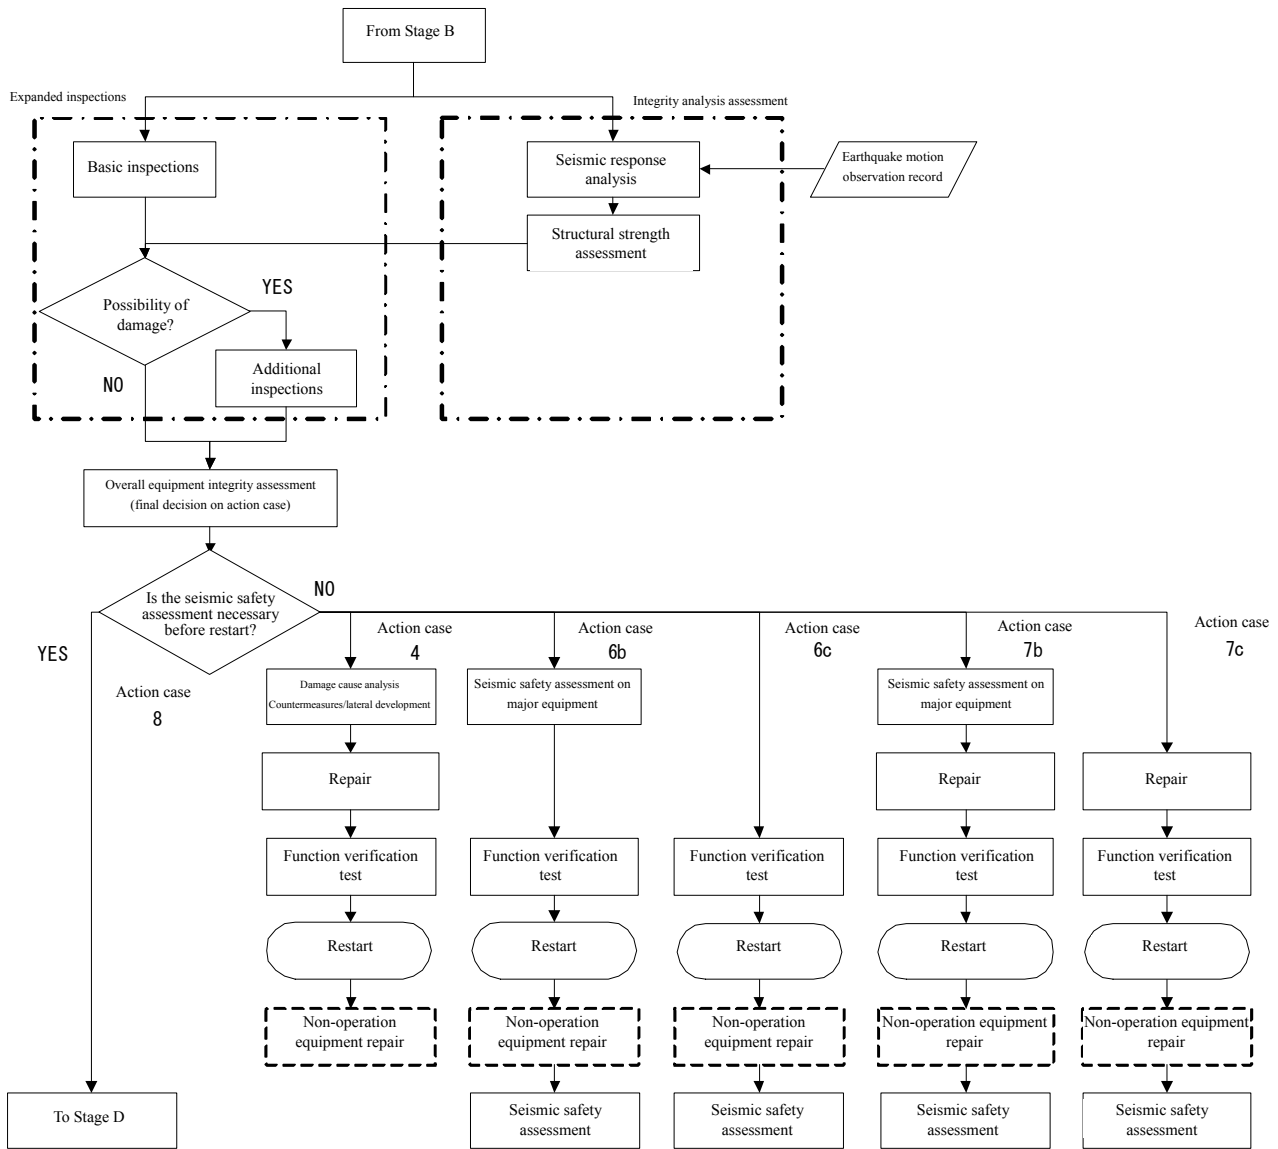 From Stage B
Expanded inspections
Integrity analysis assessment
Basic inspections
Seismic response
analysis
Earthquake motion
observation record
Structural strength
assessment
YES
Possibility of
damage?
NO
Additional
inspections
Overall equipment integrity assessment
(final decision on action case)
NO
Is the seismic safety
assessment necessary
before restart?
YES
Action case
8
Action case
4
Action case
6b
Action case
6c
Action case
7b
Action case
7c
Damage cause analysis
Countermeasures/lateral development
Seismic safety assessment on
major equipment
Seismic safety assessment on
major equipment
Repair
Repair
Repair
Function verification
test
Function verification
test
Function verification
test
Function verification
test
Function verification
test
Restart
Restart
Restart
Restart
Restart
Non-operation
equipment repair
Non-operation
equipment repair
Non-operation
equipment repair
Non-operation equipment
repair
Non-operation equipment
repair
To Stage D
Seismic safety
assessment
Seismic safety
assessment
Seismic safety
assessment
Seismic safety
assessment